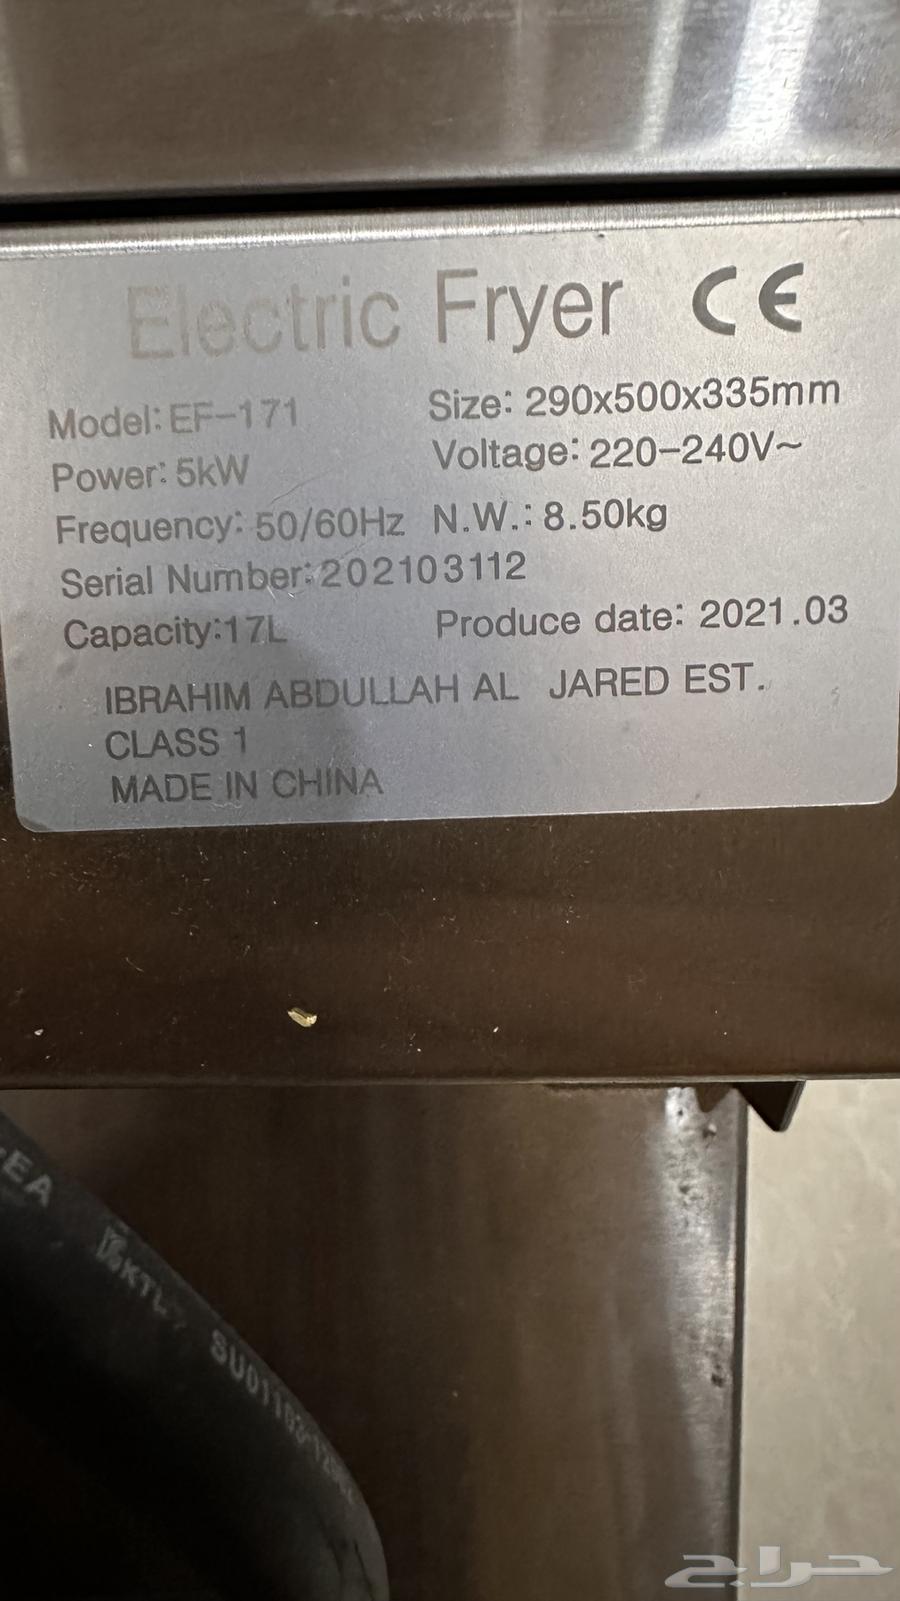 Electric Fryer CE
Model: EF-171 Size: 290x500x335mm
Power: 5kW Voltage: 220-240V~
Frequency: 50/60Hz N.W.: 8.50kg
Serial Number: 202103112
Capacity:17L Produce date: 2021.03
IBRAHIM ABDULLAH AL JARED EST.
CLASS 1
MADE IN CHINA
KTL
حراج